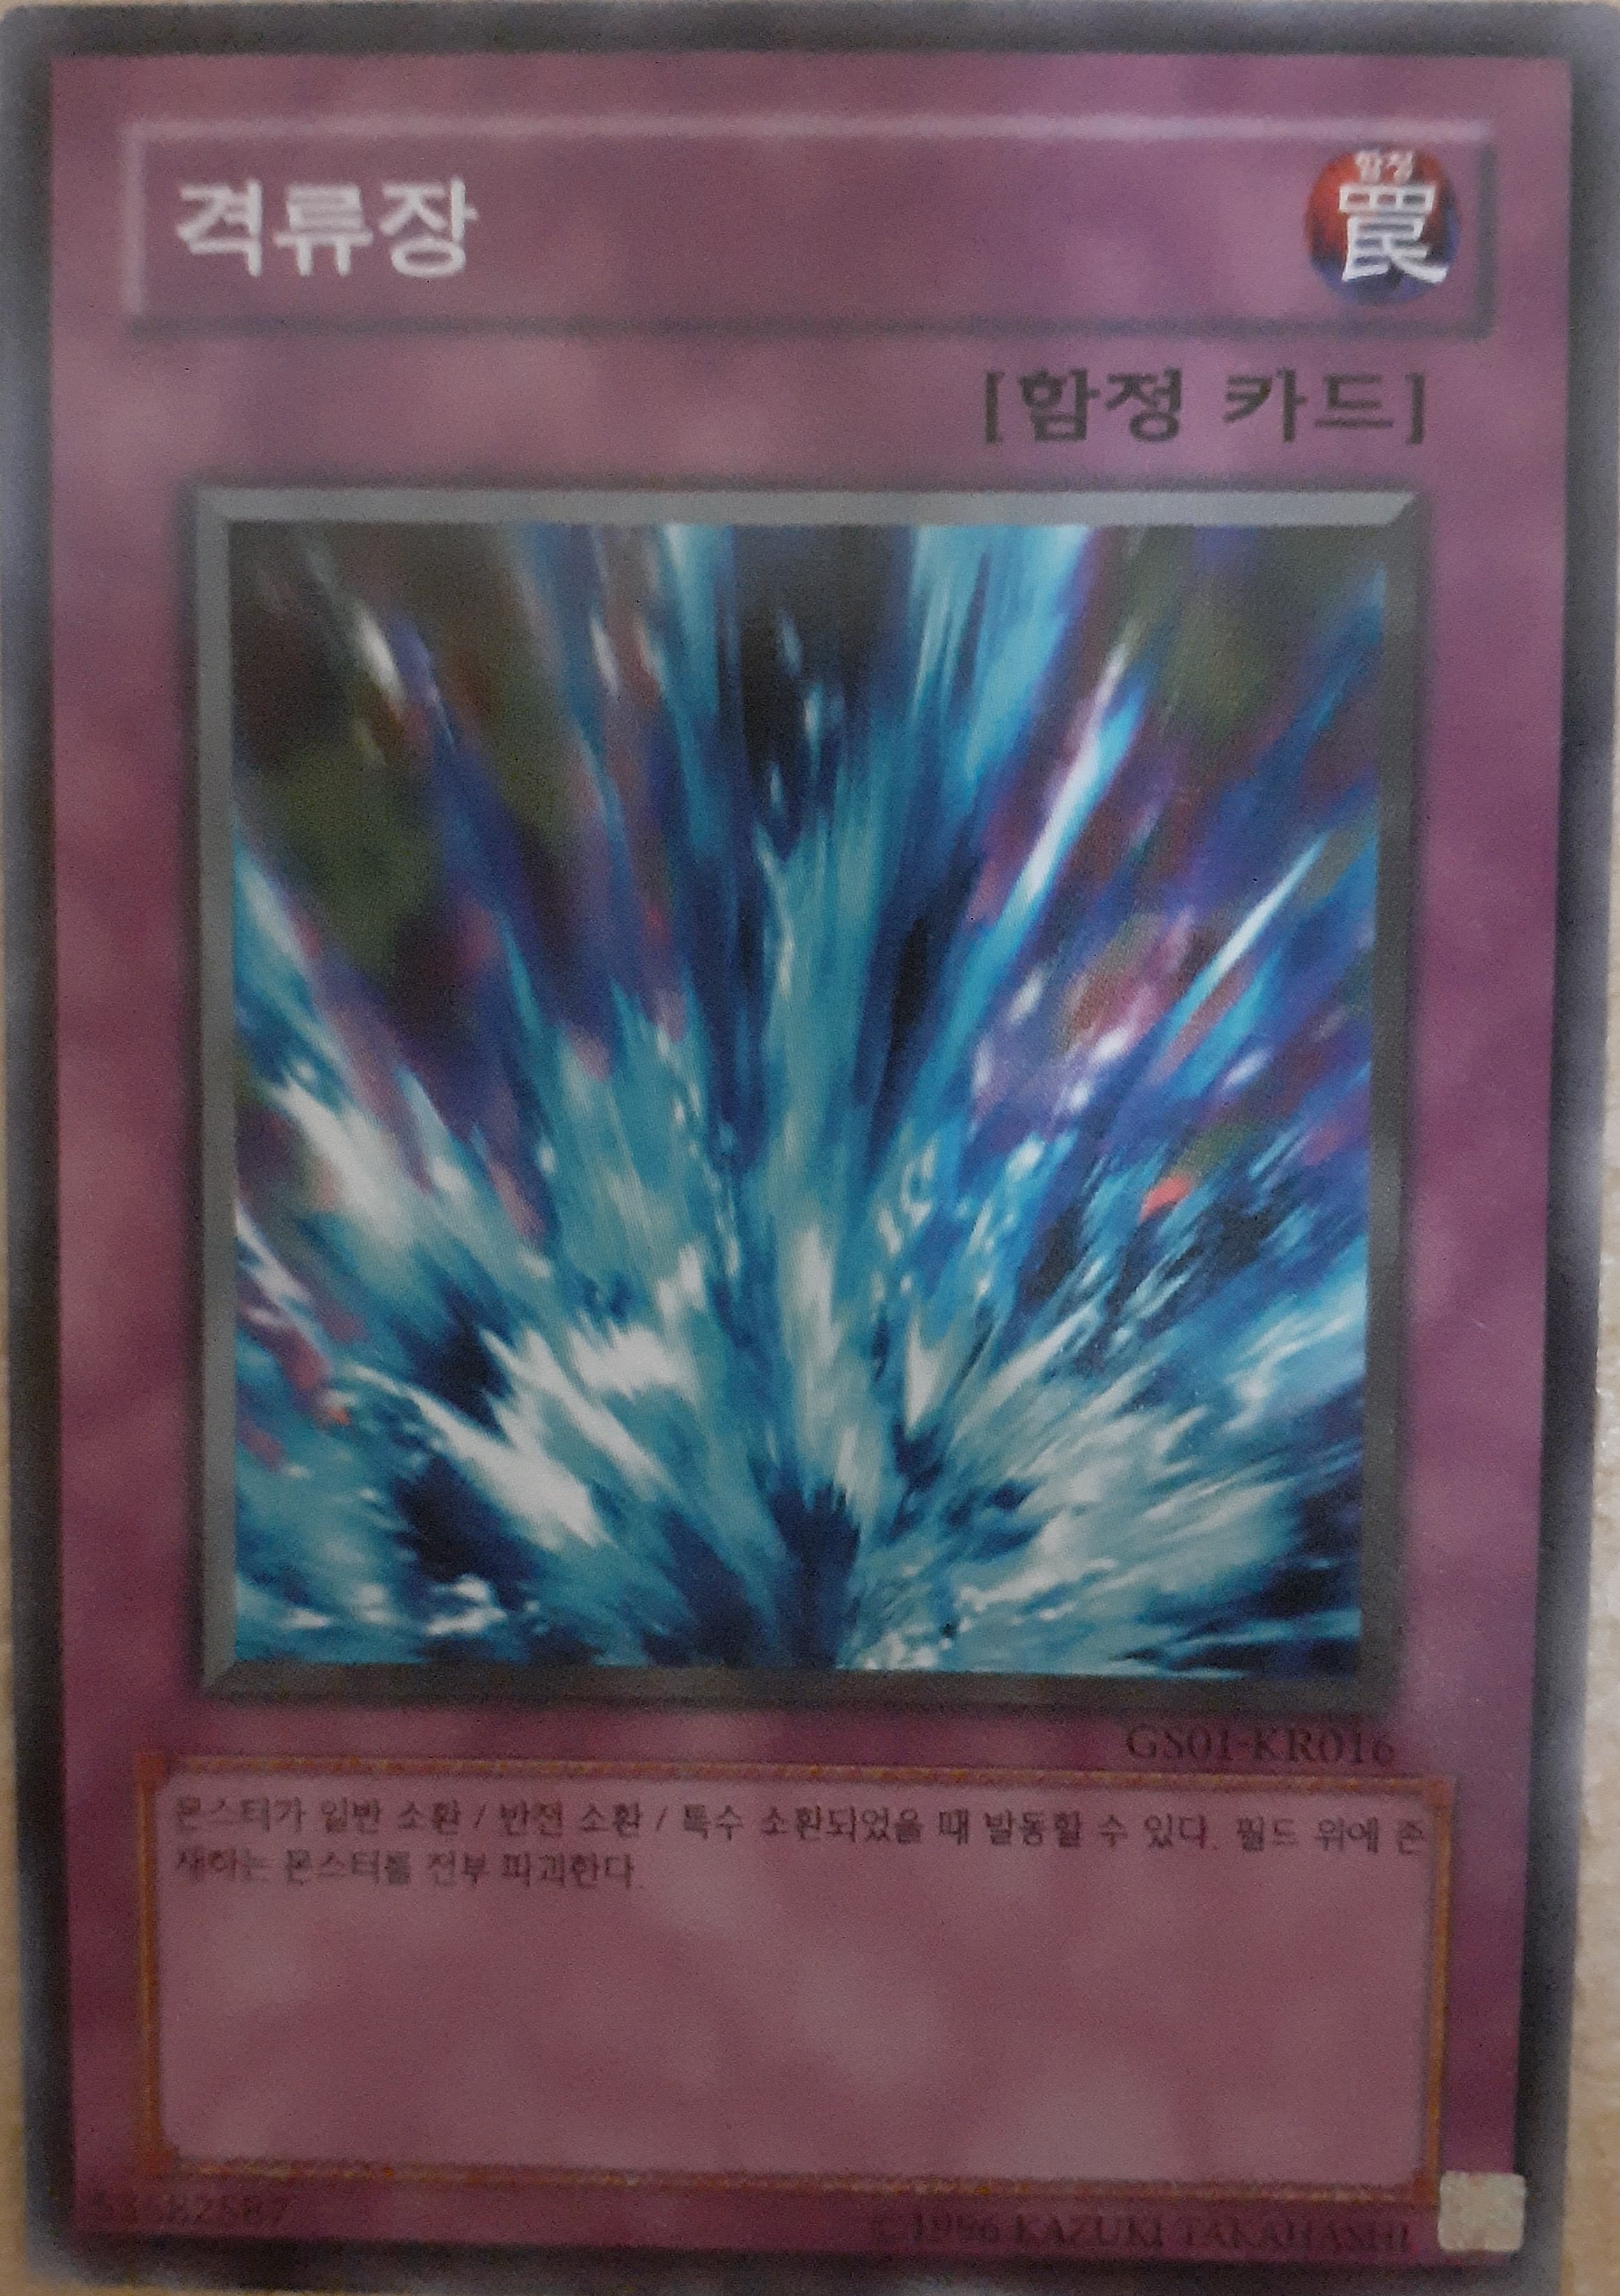 격류장
함정
罠
[함정 카드]
GS01-KR016
몬스터가 일반 소환 / 반전 소환 / 특수 소환되었을 때 발동할 수 있다. 필드 위에 존
재하는 몬스터를 전부 파괴한다.
53582587
©1996 KAZUKI TAKAHASHI